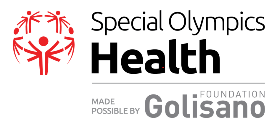 Special Olympics
Health
MADE
POSSIBLE BY
FOUNDATION
Golisano